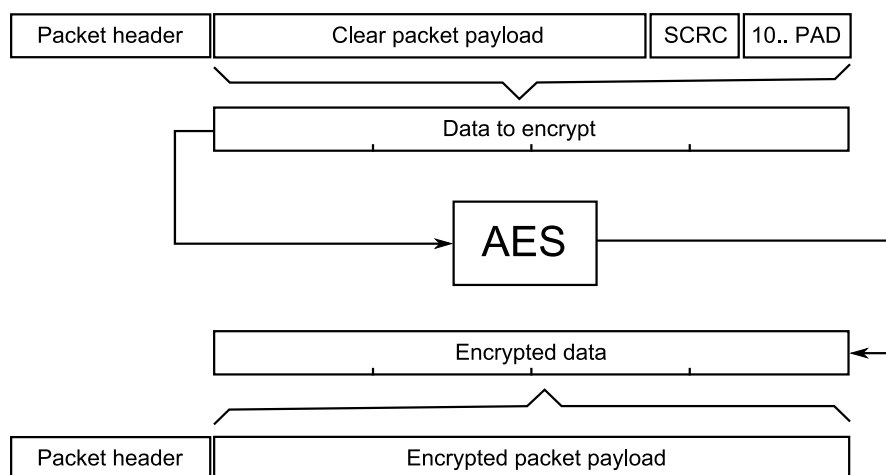 Packet header Clear packet payload SCRC 10.. PAD
Data to encrypt
AES
Encrypted data
Packet header Encrypted packet payload